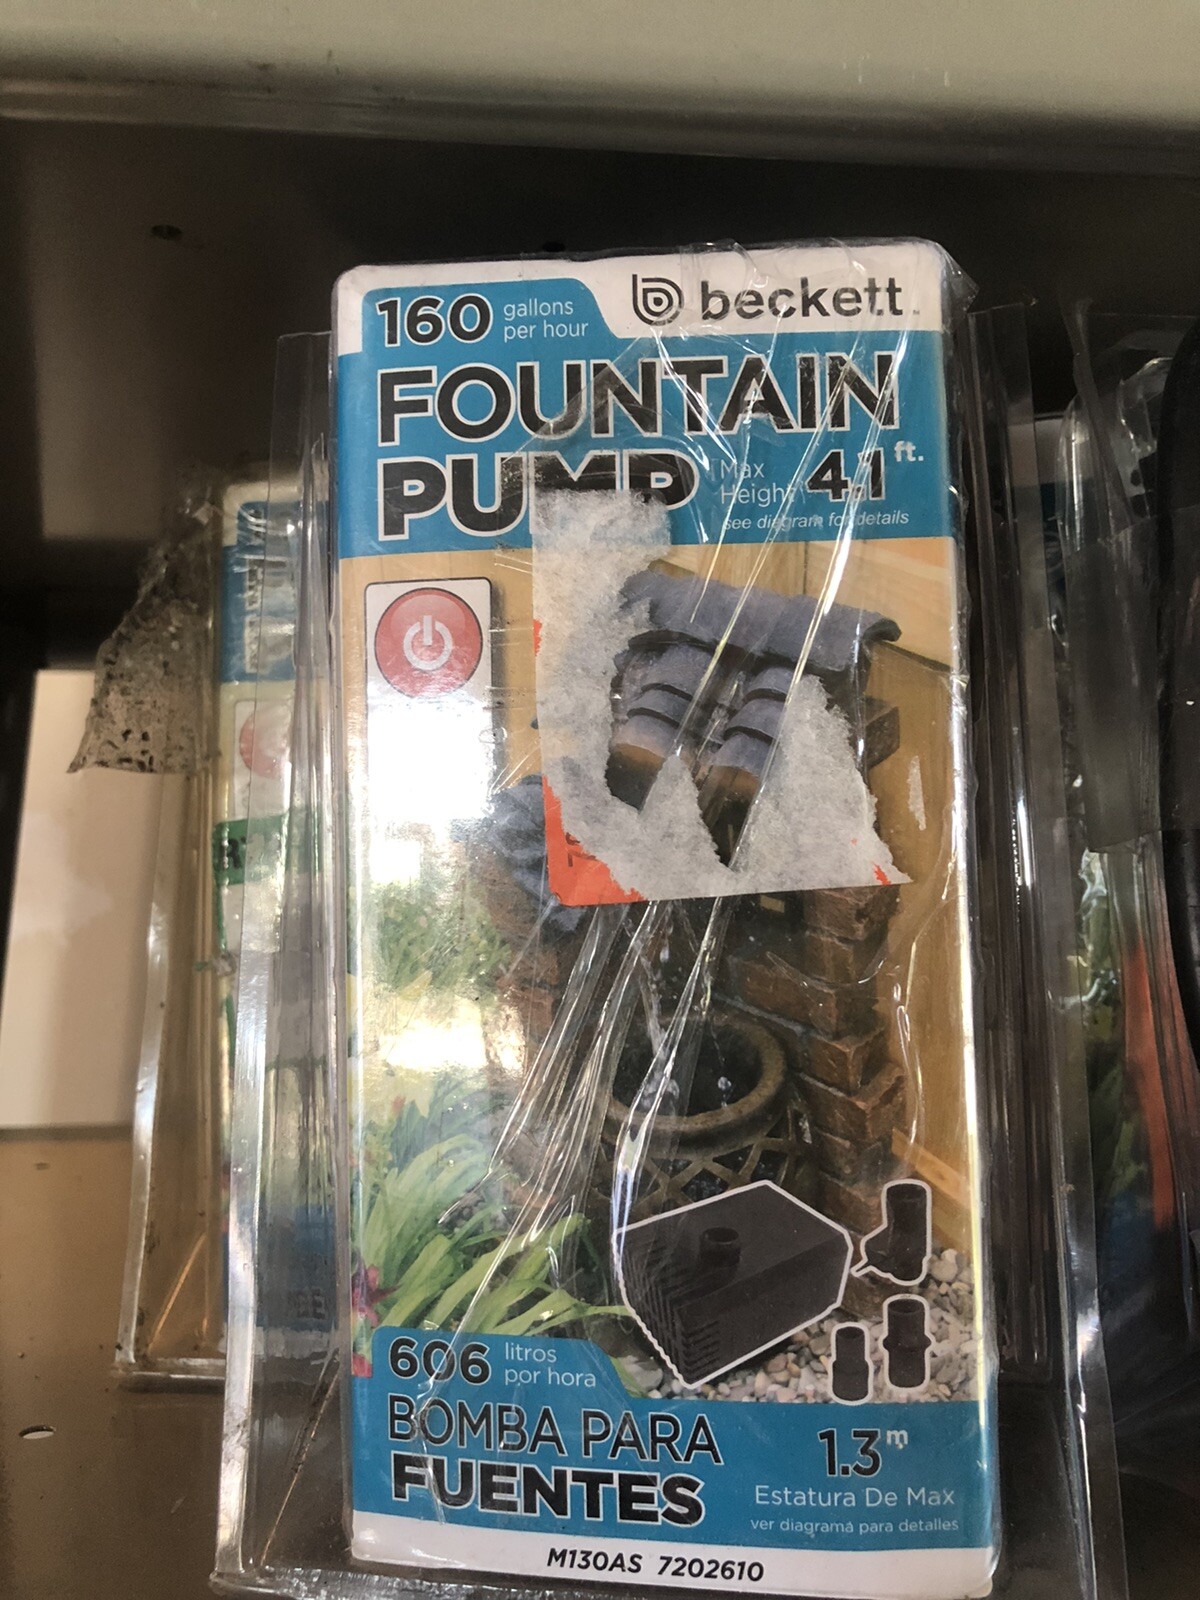 160 gallons
per hour
beckett
FOUNTAIN
PUMP
Max
Height 4.1 ft.
see diagram for details
606 litros
por hora
BOMBA PARA
FUENTES
1.3 m
Estatura De Max
ver diagrama para detalles
M130AS 7202610